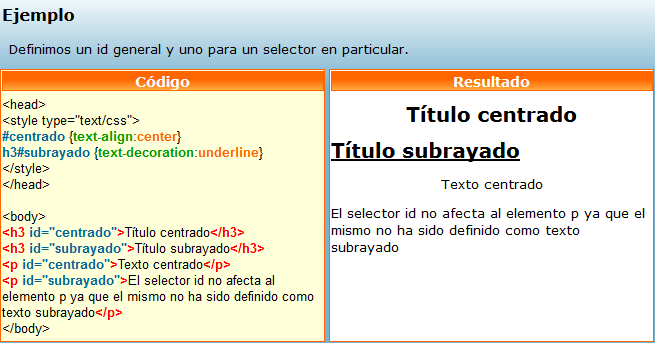 Ejemplo
Definimos un id general y uno para un selector en particular.
Código
<head>
<style type="text/css">
#centrado {text-align:center}
h3#subrayado {text-decoration:underline}
</style>
</head>
<body>
<h3 id="centrado">Título centrado</h3>
<h3 id="subrayado">Título subrayado</h3>
<p id="centrado">Texto centrado</p>
<p id="subrayado">El selector id no afecta al
elemento p ya que el mismo no ha sido definido como
texto subrayado</p>
</body>
Resultado
Título centrado
Título subrayado
Texto centrado
El selector id no afecta al elemento p ya que el
mismo no ha sido definido como texto
subrayado